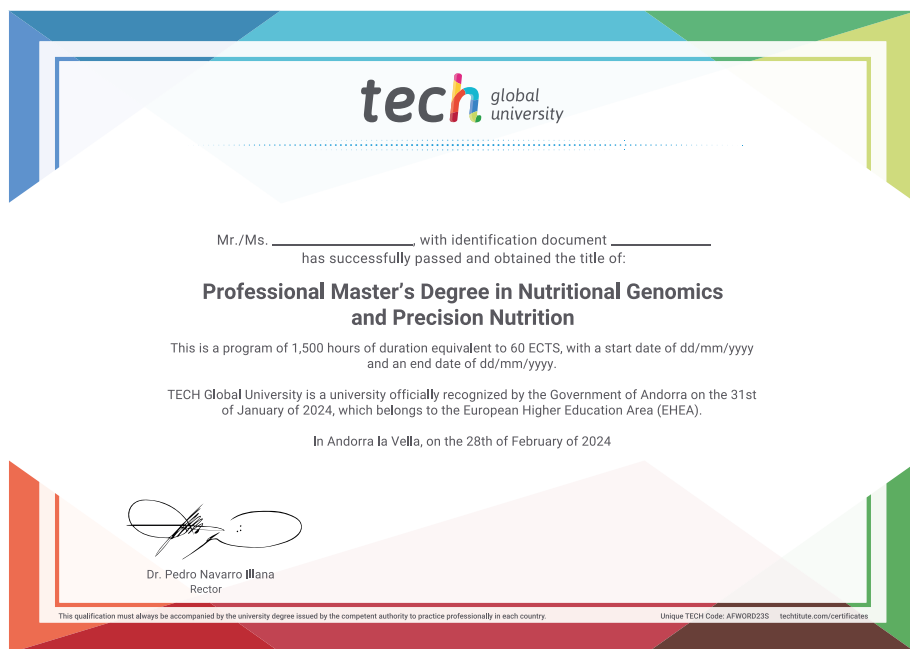 tech global
university
Mr./Ms. ____________________, with identification document ______________
has successfully passed and obtained the title of:
Professional Master's Degree in Nutritional Genomics
and Precision Nutrition
This is a program of 1,500 hours of duration equivalent to 60 ECTS, with a start date of dd/mm/yyyy
and an end date of dd/mm/yyyy.
TECH Global University is a university officially recognized by the Government of Andorra on the 31st
of January of 2024, which belongs to the European Higher Education Area (EHEA).
In Andorra la Vella, on the 28th of February of 2024
Dr. Pedro Navarro Illana
Rector
This qualification must always be accompanied by the university degree issued by the competent authority to practice professionally in each country.
Unique TECH Code: AFWORD23S techtitute.com/certificates